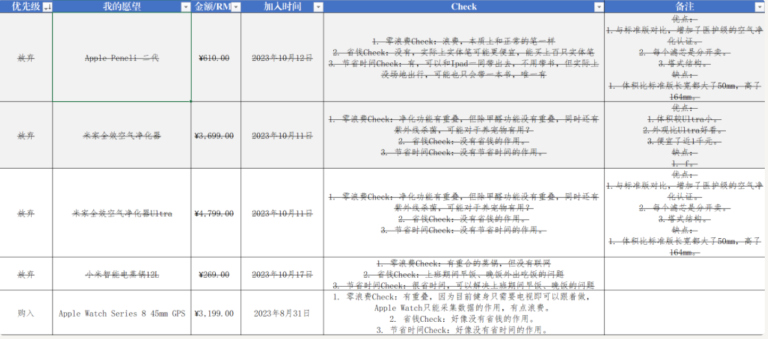 优先级 我的愿望 金额/RM 加入时间 Check 备注
放弃 Apple Pencli 二代 ¥610.00 2023年10月12日
1. 零浪费Check：浪费，本质上和正常的笔一样
2. 省钱Check：没有，实际上实体笔可能更便宜，能买上百只实体笔
3. 节省时间Check：有，可以和Ipad一同带出去，不用带书，但实际上
没场地出行，可能也只会带一本书，唯一有
优点：
1.与标准版对比，增加了医护级的空气净
化认证。
2. 每个滤芯是分开卖。
3.塔式结构。
缺点：
1. 体积比标准版长宽都大了50mm，高了
164mm。
放弃 米家全效空气净化器 ¥3,699.00 2023年10月11日
1. 零浪费Check：净化功能有重叠，但除甲醛功能没有重叠，同时还有
紫外线杀菌，可能对于养宠物有用？
2. 省钱Check：没有省钱的作用。
3. 节省时间Check：没有节省时间的作用。
优点：
1.体积较Ultra小。
2.外观比Ultra好看。
3.便宜了近1千元。
缺点：
放弃 米家全效空气净化器Ultra ¥4,799.00 2023年10月11日
1. 零浪费Check：净化功能有重叠，但除甲醛功能没有重叠，同时还有
紫外线杀菌，可能对于养宠物有用？
2. 省钱Check：没有省钱的作用。
3. 节省时间Check：没有节省时间的作用。
优点：
1.与标准版对比，增加了医护级的空气净
化认证。
2. 每个滤芯是分开卖。
3.塔式结构。
缺点：
1. 体积比标准版长宽都大了50mm，高了
164mm。
放弃 小米智能电蒸锅12L ¥269.00 2023年10月17日
1. 零浪费Check：有重合的蒸锅，但没有联网
2. 省钱Check：上班期间早饭、晚饭外出吃饭的问题
3. 节省时间Check：很省时间，可以解决上班期间早饭、晚饭的问题
购入 Apple Watch Series 8 45mm GPS ¥3,199.00 2023年8月31日
1. 零浪费Check：有重叠，因为目前健身只需要电视即可以跟着做，
Apple Watch只能采集数据的作用，有点浪费。
2. 省钱Check：好像没有省钱的作用。
3. 节省时间Check：好像没有省时间的作用。